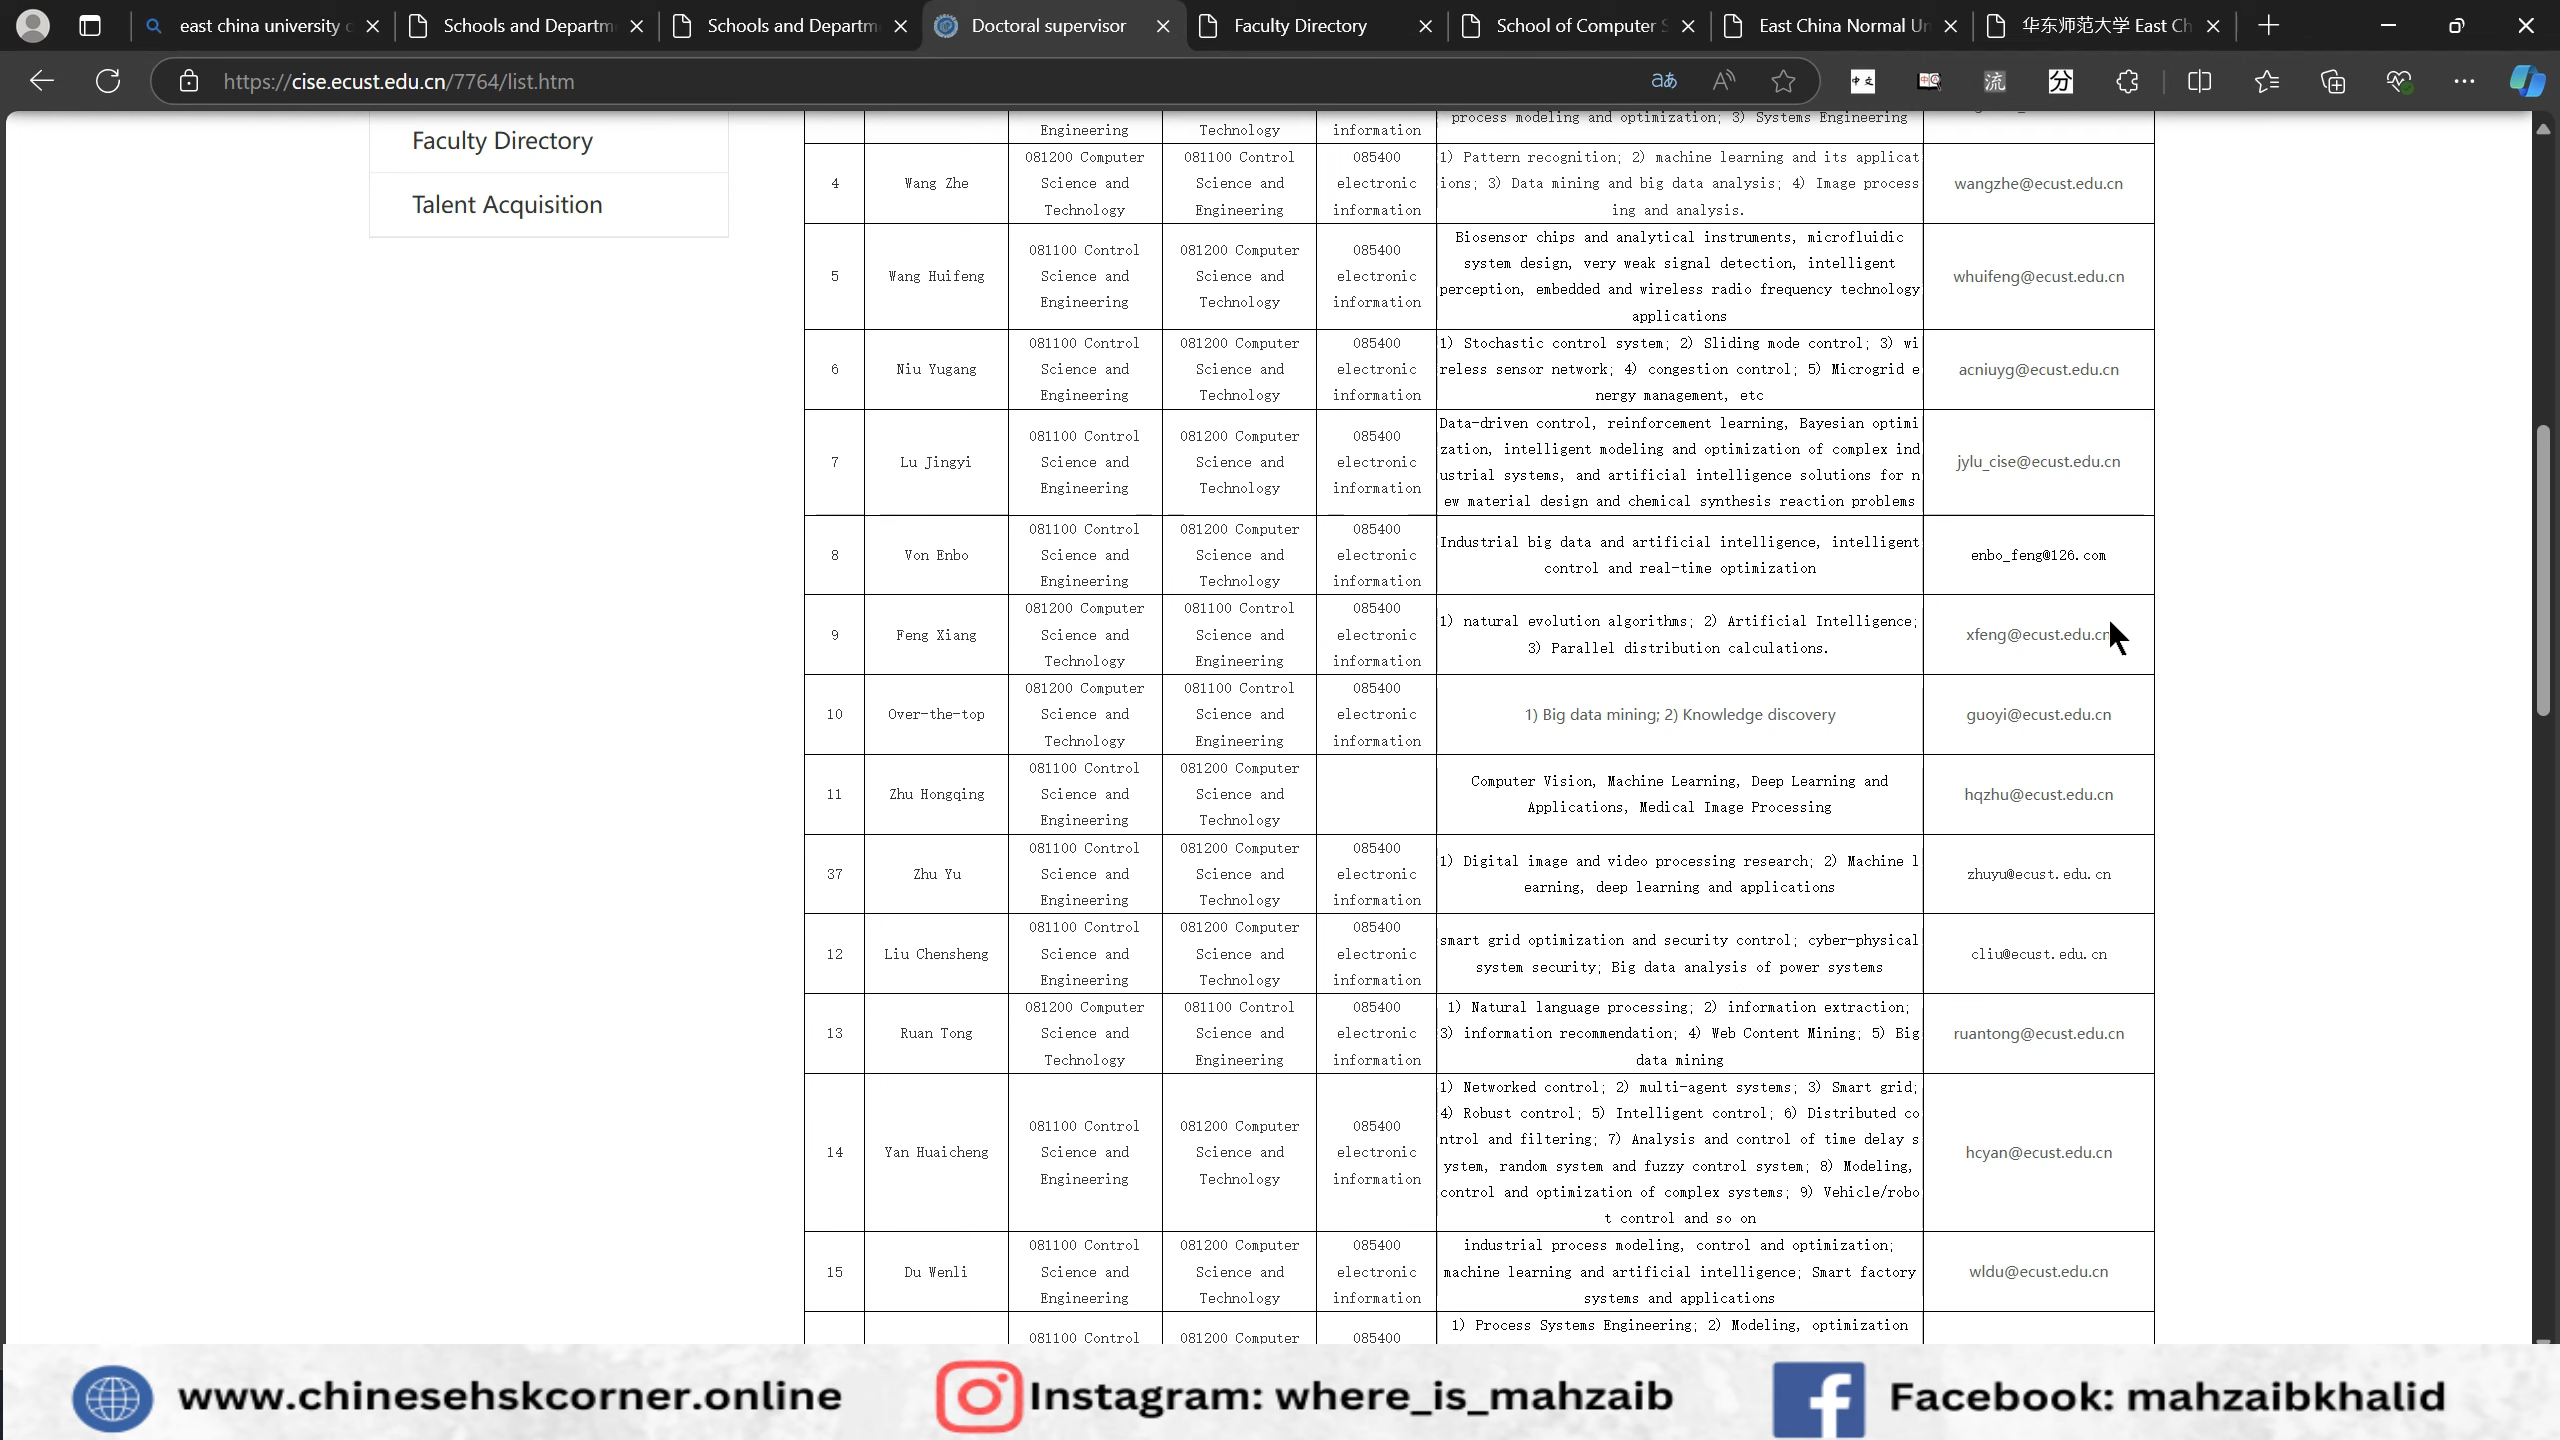 east china university c
Schools and Departm
Schools and Departm
Doctoral supervisor
Faculty Directory
School of Computer S
East China Normal Un
华东师范大学 East Ch
https://cise.ecust.edu.cn/7764/list.htm
Faculty Directory
Talent Acquisition
Engineering
Technology
information
process modeling and optimization; 3) Systems Engineering
4
Wang Zhe
081200 Computer
Science and
Technology
081100 Control
Science and
Engineering
085400
electronic
information
1) Pattern recognition; 2) machine learning and its applicat
ions; 3) Data mining and big data analysis; 4) Image process
ing and analysis.
wangzhe@ecust.edu.cn
5
Wang Huifeng
081100 Control
Science and
Engineering
081200 Computer
Science and
Technology
085400
electronic
information
Biosensor chips and analytical instruments, microfluidic
system design, very weak signal detection, intelligent
perception, embedded and wireless radio frequency technology
applications
whuifeng@ecust.edu.cn
6
Niu Yugang
081100 Control
Science and
Engineering
081200 Computer
Science and
Technology
085400
electronic
information
1) Stochastic control system; 2) Sliding mode control; 3) wi
reless sensor network; 4) congestion control; 5) Microgrid e
nergy management, etc
acniuyg@ecust.edu.cn
7
Lu Jingyi
081100 Control
Science and
Engineering
081200 Computer
Science and
Technology
085400
electronic
information
Data-driven control, reinforcement learning, Bayesian optimi
zation, intelligent modeling and optimization of complex ind
ustrial systems, and artificial intelligence solutions for n
ew material design and chemical synthesis reaction problems
jylu_cise@ecust.edu.cn
8
Von Enbo
081100 Control
Science and
Engineering
081200 Computer
Science and
Technology
085400
electronic
information
Industrial big data and artificial intelligence, intelligent
control and real-time optimization
enbo_feng@126.com
9
Feng Xiang
081200 Computer
Science and
Technology
081100 Control
Science and
Engineering
085400
electronic
information
1) natural evolution algorithms; 2) Artificial Intelligence;
3) Parallel distribution calculations.
xfeng@ecust.edu.cn
10
Over-the-top
081200 Computer
Science and
Technology
081100 Control
Science and
Engineering
085400
electronic
information
1) Big data mining; 2) Knowledge discovery
guoyi@ecust.edu.cn
11
Zhu Hongqing
081100 Control
Science and
Engineering
081200 Computer
Science and
Technology
Computer Vision, Machine Learning, Deep Learning and
Applications, Medical Image Processing
hqzhu@ecust.edu.cn
37
Zhu Yu
081100 Control
Science and
Engineering
081200 Computer
Science and
Technology
085400
electronic
information
1) Digital image and video processing research; 2) Machine l
earning, deep learning and applications
zhuyu@ecust.edu.cn
12
Liu Chensheng
081100 Control
Science and
Engineering
081200 Computer
Science and
Technology
085400
electronic
information
smart grid optimization and security control; cyber-physical
system security; Big data analysis of power systems
cliu@ecust.edu.cn
13
Ruan Tong
081200 Computer
Science and
Technology
081100 Control
Science and
Engineering
085400
electronic
information
1) Natural language processing; 2) information extraction;
3) information recommendation; 4) Web Content Mining; 5) Big
data mining
ruantong@ecust.edu.cn
14
Yan Huaicheng
081100 Control
Science and
Engineering
081200 Computer
Science and
Technology
085400
electronic
information
1) Networked control; 2) multi-agent systems; 3) Smart grid;
4) Robust control; 5) Intelligent control; 6) Distributed co
ntrol and filtering; 7) Analysis and control of time delay s
ystem, random system and fuzzy control system; 8) Modeling,
control and optimization of complex systems; 9) Vehicle/robo
t control and so on
hcyan@ecust.edu.cn
15
Du Wenli
081100 Control
Science and
Engineering
081200 Computer
Science and
Technology
085400
electronic
information
industrial process modeling, control and optimization;
machine learning and artificial intelligence; Smart factory
systems and applications
wldu@ecust.edu.cn
081100 Control
081200 Computer
085400
1) Process Systems Engineering; 2) Modeling, optimization
www.chinesehskcorner.online
Instagram: where_is_mahzaib
Facebook: mahzaibkhalid